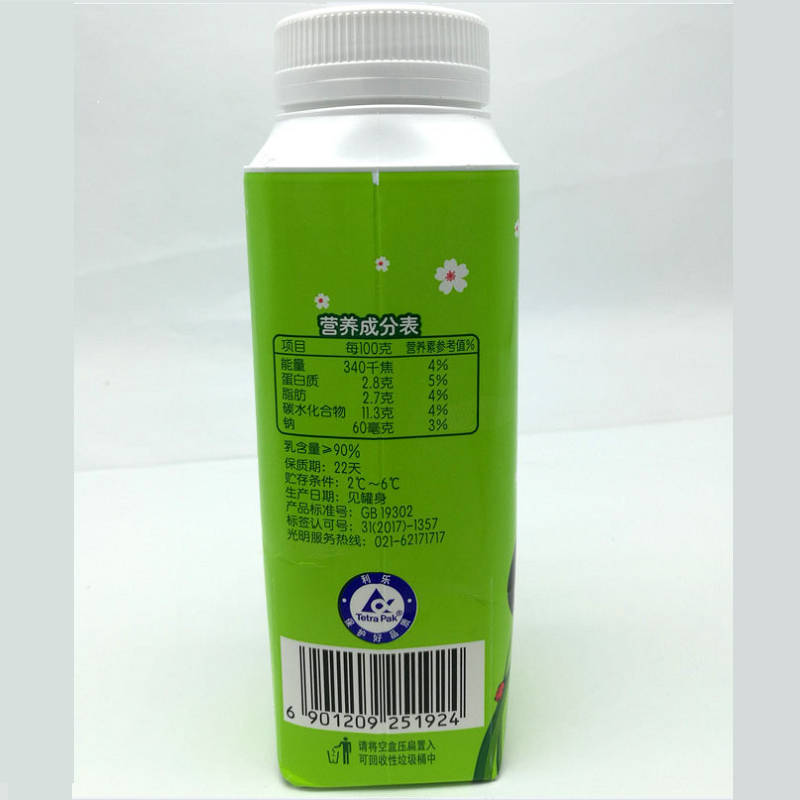 营养成分表
项目 每100克 营养素参考值%
能量 340千焦 4%
蛋白质 2.8克 5%
脂肪 2.7克 4%
碳水化合物 11.3克 4%
钠 60毫克 3%
乳含量≥90%
保质期：22天
贮存条件：2℃～6℃
生产日期：见罐身
产品标准号：GB 19302
标签认可号：31(2017)-1357
光明服务热线：021-62171717
利乐
Tetra Pak®
保护好品质
6 901209 251924
请将空盒压扁置入
可回收性垃圾桶中